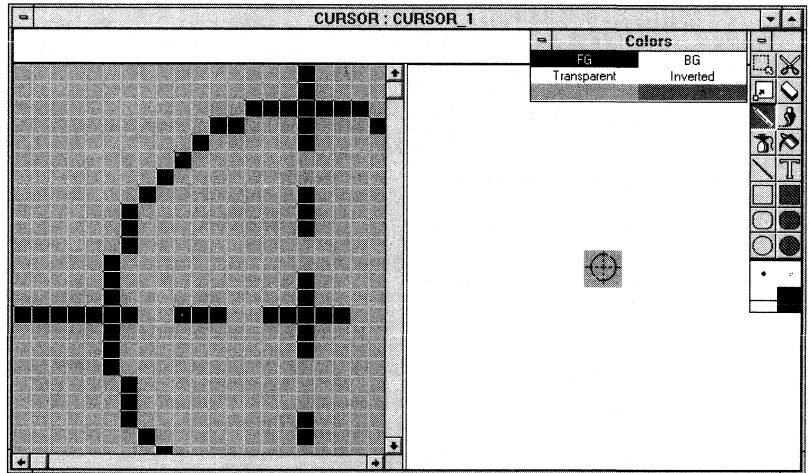 CURSOR : CURSOR_1
Colors
FG BG
Transparent Inverted
T